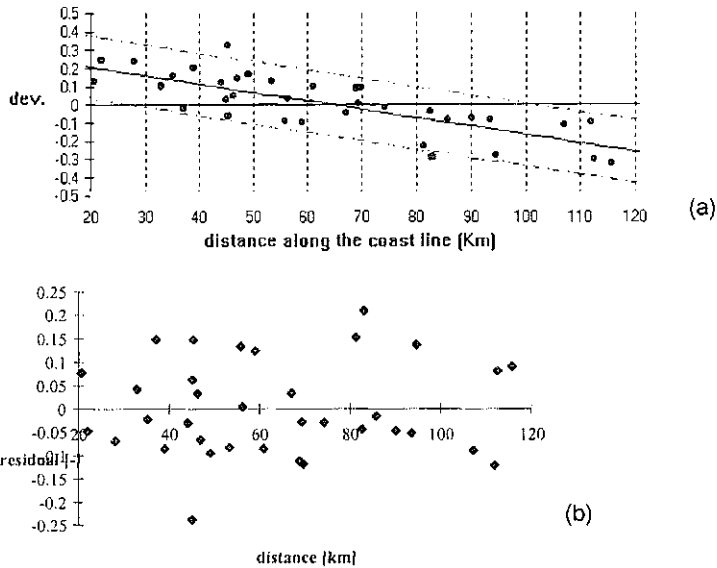 0.5
0.4
0.3
0.2
0.1
dev.
0
-0.1
-0.2
-0.3
-0.4
-0.5
20 30 40 50 60 70 80 90 100 110 120
distance along the coast line (Km)
(a)
0.25
0.2
0.15
0.1
0.05
0
-0.05
20 40 60 80 100 120
-0.1
residual [-]
-0.15
-0.2
-0.25
(b)
distance [km]